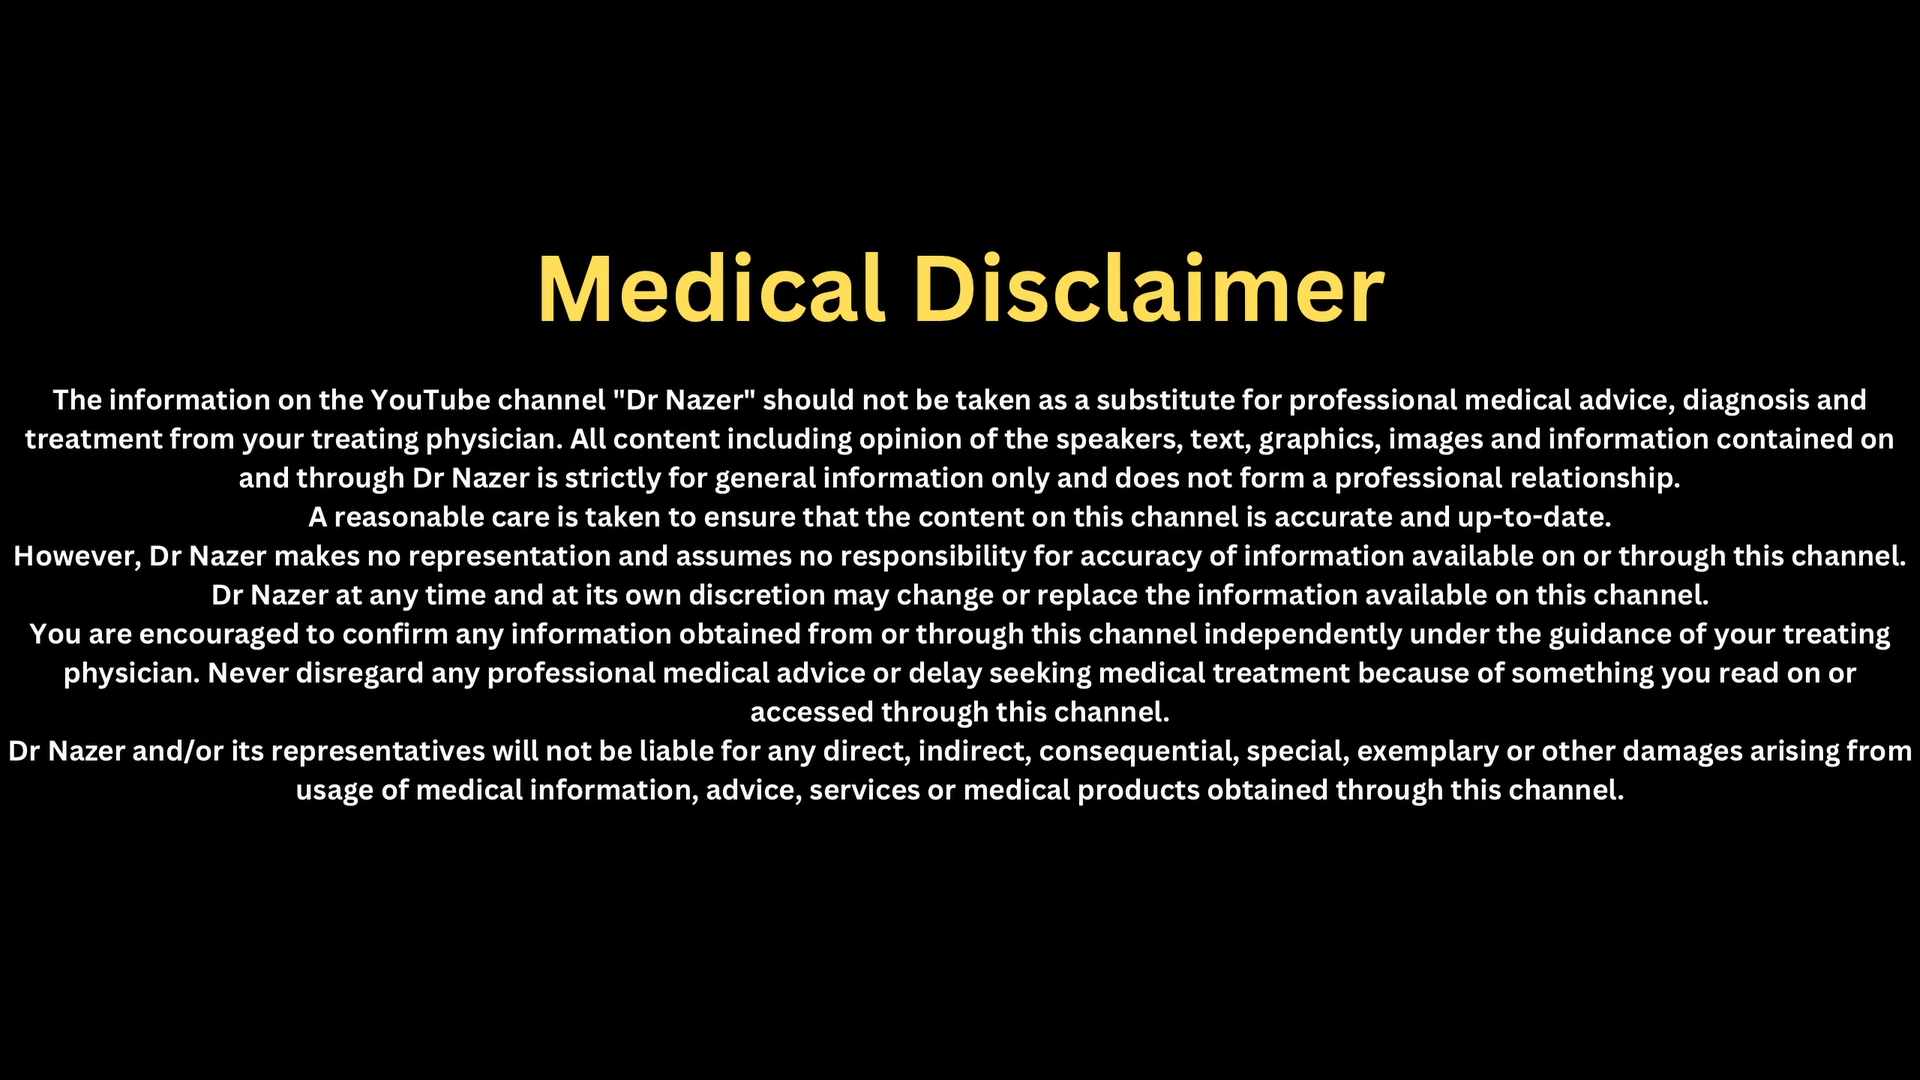 Medical Disclaimer
The information on the YouTube channel "Dr Nazer" should not be taken as a substitute for professional medical advice, diagnosis and
treatment from your treating physician. All content including opinion of the speakers, text, graphics, images and information contained on
and through Dr Nazer is strictly for general information only and does not form a professional relationship.
A reasonable care is taken to ensure that the content on this channel is accurate and up-to-date.
However, Dr Nazer makes no representation and assumes no responsibility for accuracy of information available on or through this channel.
Dr Nazer at any time and at its own discretion may change or replace the information available on this channel.
You are encouraged to confirm any information obtained from or through this channel independently under the guidance of your treating
physician. Never disregard any professional medical advice or delay seeking medical treatment because of something you read on or
accessed through this channel.
Dr Nazer and/or its representatives will not be liable for any direct, indirect, consequential, special, exemplary or other damages arising from
usage of medical information, advice, services or medical products obtained through this channel.